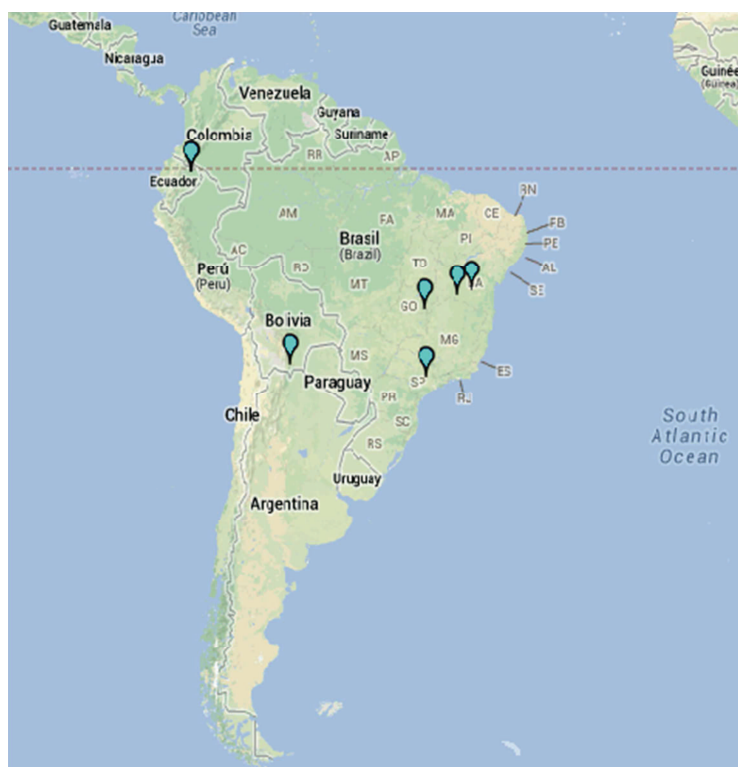 Caribbean
Sea
Guatemala
Nicaragua
Guinée
(Guinea)
Venezuela
Guyana
Suriname
Colombia
RR
AP
Ecuador
RN
AM
PA
MA
CE
PB
PI
PE
Brasil
(Brazil)
AC
TO
AL
Perú
(Peru)
RO
MT
BA
SE
GO
Bolivia
MG
MS
ES
SP
Paraguay
PR
RJ
Chile
SC
South
Atlantic
Ocean
RS
Uruguay
Argentina